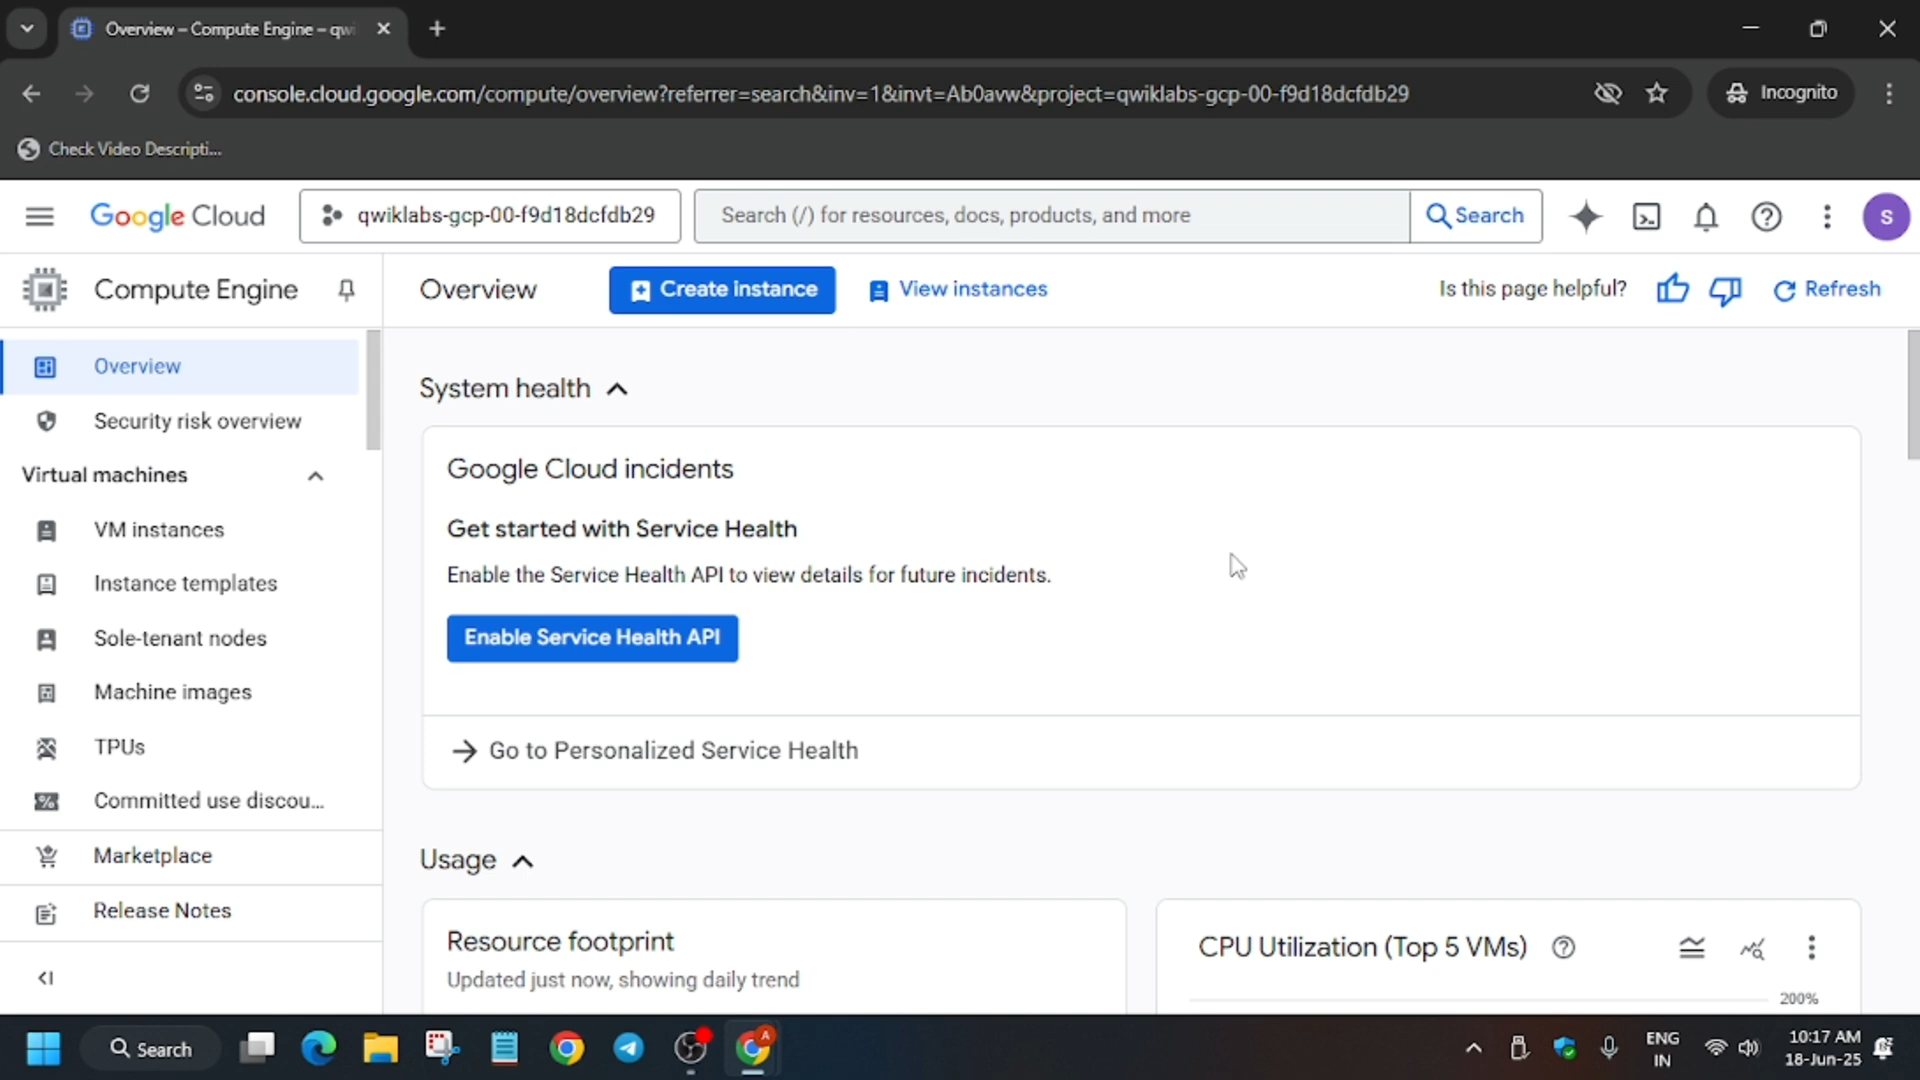 Overview – Compute Engine – qwi
console.cloud.google.com/compute/overview?referrer=search&inv=1&invt=Ab0avw&project=qwiklabs-gcp-00-f9d18dcfdb29
Incognito
Check Video Descripti...
Google Cloud
qwiklabs-gcp-00-f9d18dcfdb29
Search (/) for resources, docs, products, and more
Search
S
Compute Engine
Overview
Create instance
View instances
Is this page helpful?
Refresh
Overview
Security risk overview
Virtual machines
VM instances
Instance templates
Sole-tenant nodes
Machine images
TPUs
Committed use discou...
Marketplace
Release Notes
System health
Google Cloud incidents
Get started with Service Health
Enable the Service Health API to view details for future incidents.
Enable Service Health API
Go to Personalized Service Health
Usage
Resource footprint
Updated just now, showing daily trend
CPU Utilization (Top 5 VMs)
200%
Search
A
ENG
IN
10:17 AM
18-Jun-25